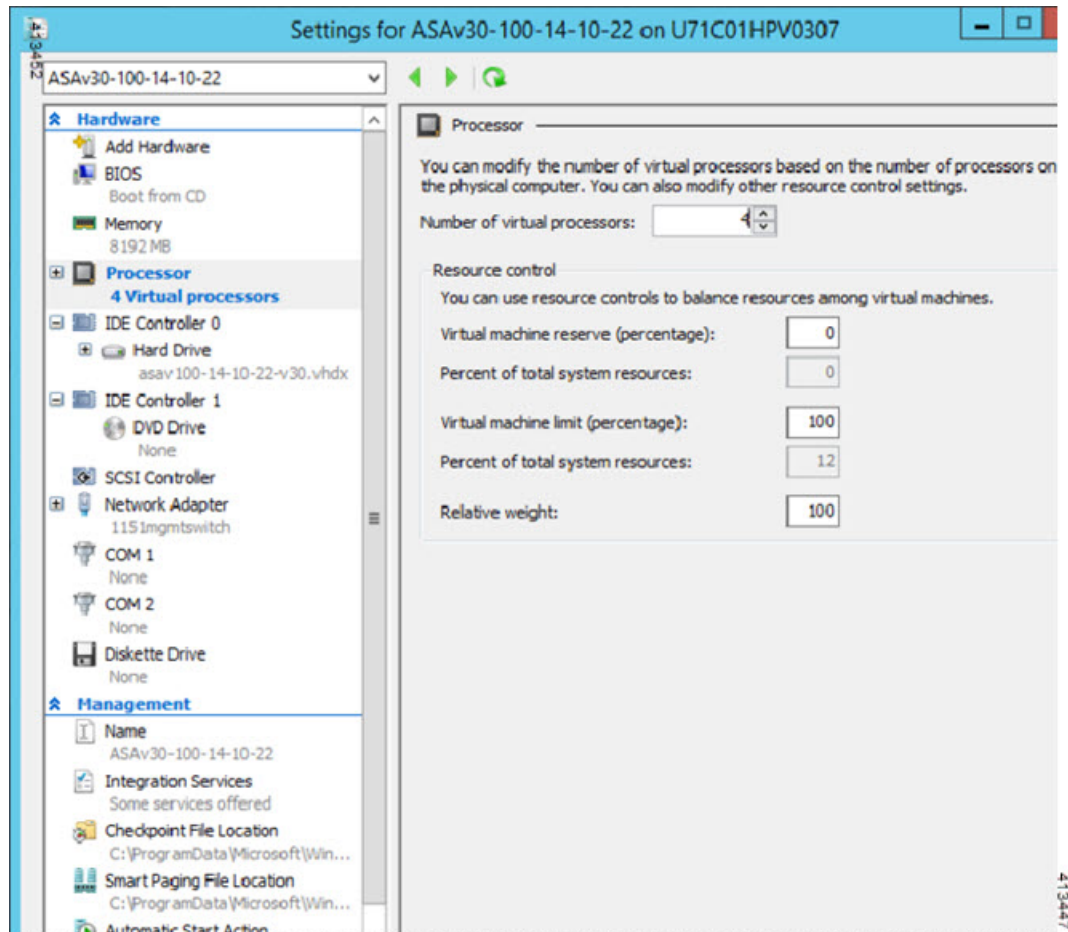 Settings for ASAv30-100-14-10-22 on U71C01HPV0307
413452
ASAv30-100-14-10-22
Hardware
Add Hardware
BIOS
Boot from CD
Memory
8192 MB
Processor
4 Virtual processors
IDE Controller 0
Hard Drive
asav100-14-10-22-v30.vhdx
IDE Controller 1
DVD Drive
None
SCSI Controller
Network Adapter
1151mgmtswitch
COM 1
None
COM 2
None
Diskette Drive
None
Management
Name
ASAv30-100-14-10-22
Integration Services
Some services offered
Checkpoint File Location
C:\ProgramData\Microsoft\Win...
Smart Paging File Location
C:\ProgramData\Microsoft\Win...
Automatic Start Action
Processor
You can modify the number of virtual processors based on the number of processors on
the physical computer. You can also modify other resource control settings.
Number of virtual processors: 4
Resource control
You can use resource controls to balance resources among virtual machines.
Virtual machine reserve (percentage): 0
Percent of total system resources: 0
Virtual machine limit (percentage): 100
Percent of total system resources: 12
Relative weight: 100
413447